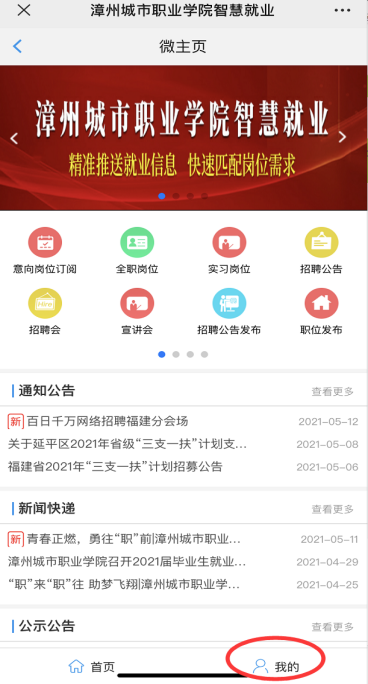 漳州城市职业学院智慧就业
微主页
漳州城市职业学院智慧就业
精准推送就业信息 快速匹配岗位需求
意向岗位订阅 全职岗位 实习岗位 招聘公告
招聘会 宣讲会 招聘公告发布 职位发布
通知公告 查看更多
新 百日千万网络招聘福建分会场 2021-05-12
关于延平区2021年省级“三支一扶”计划支... 2021-05-08
福建省2021年“三支一扶”计划招募公告 2021-05-06
新闻快递 查看更多
新 青春正燃，勇往“职”前|漳州城市职业... 2021-05-11
漳州城市职业学院召开2021届毕业生就业... 2021-04-29
“职”来“职”往 助梦飞翔|漳州城市职业学... 2021-04-25
公示公告 查看更多
首页 我的